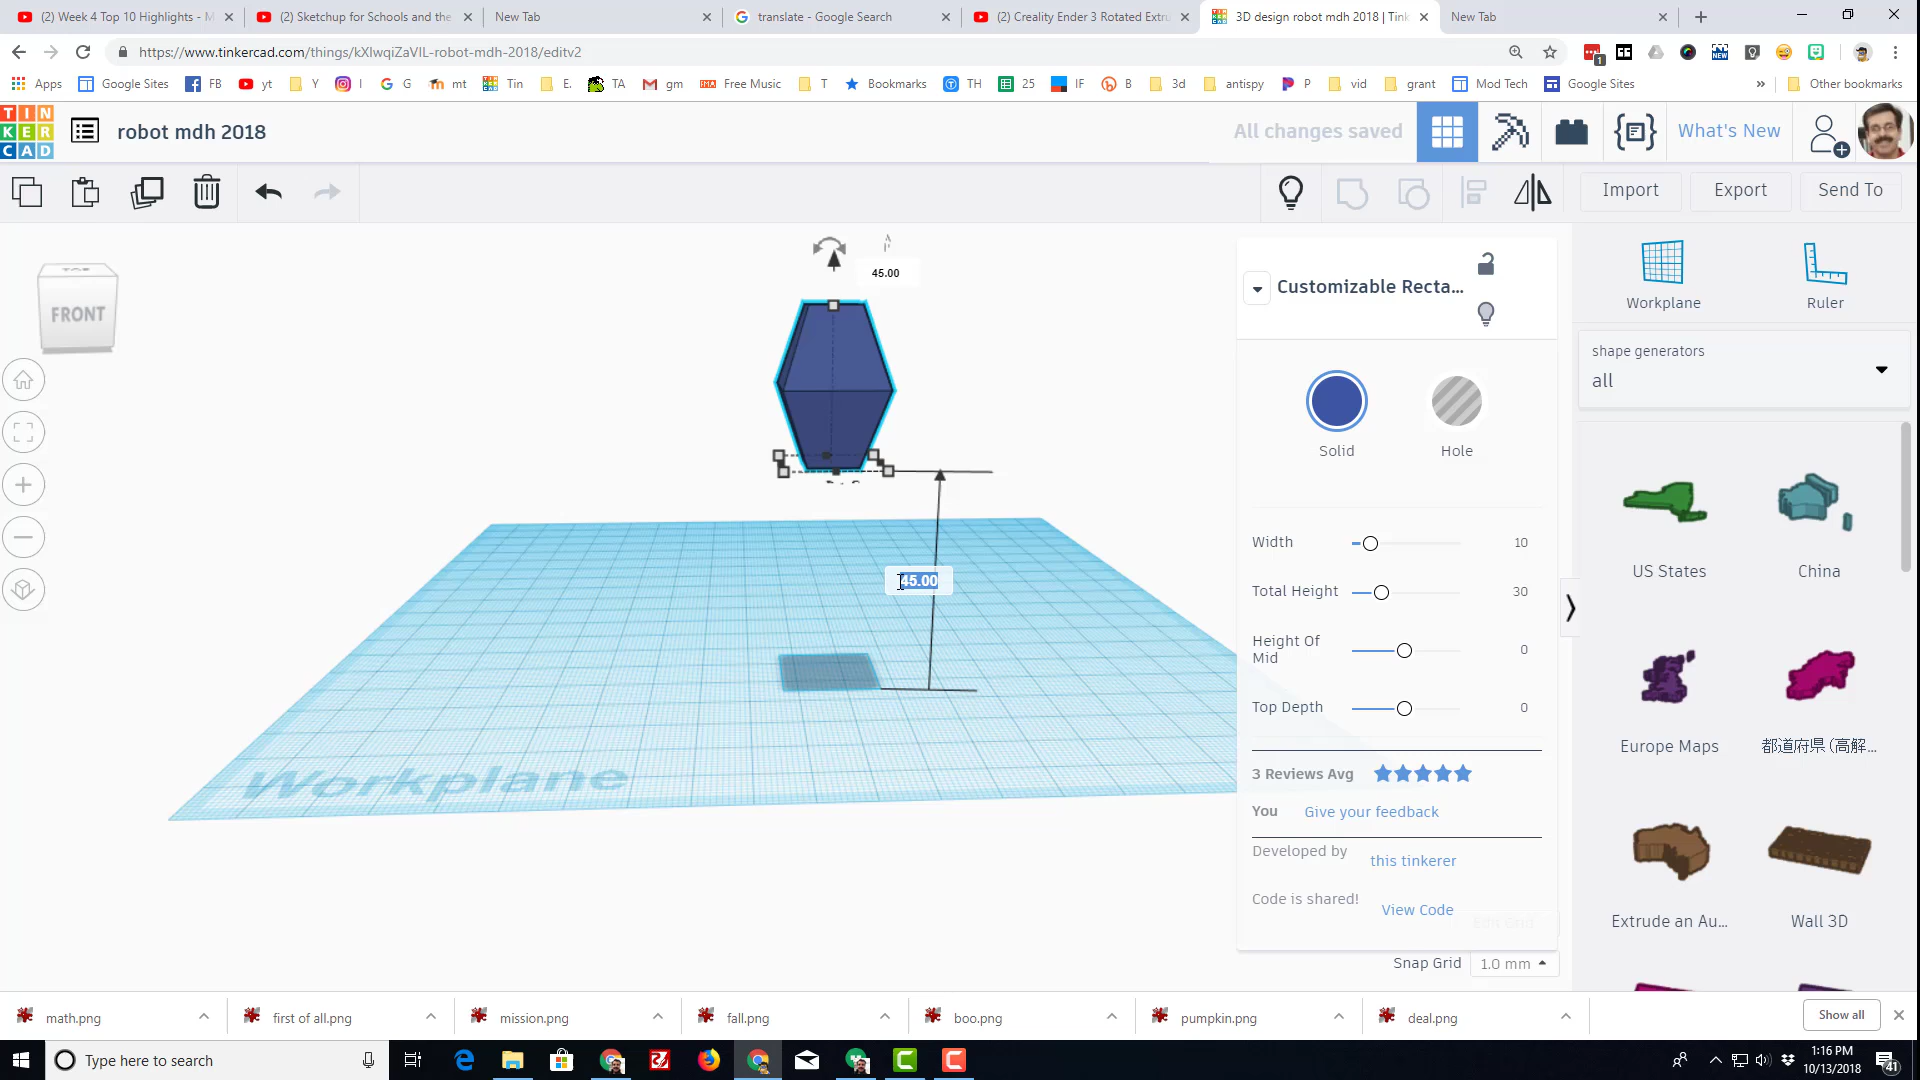 (2) Week 4 Top 10 Highlights - M
(2) Sketchup for Schools and the
New Tab
translate - Google Search
(2) Creality Ender 3 Rotated Extru
3D design robot mdh 2018 | Tink
New Tab
https://www.tinkercad.com/things/kXlwqiZaVIL-robot-mdh-2018/editv2
Apps
Google Sites
FB
yt
Y
I
G
mt
Tin
E.
TA
gm
Free Music
T
Bookmarks
TH
25
IF
B
3d
antispy
P
vid
grant
Mod Tech
Google Sites
Other bookmarks
TIN
KER
CAD
robot mdh 2018
All changes saved
What's New
Import
Export
Send To
FRONT
45.00
45.00
Workplane
Customizable Recta...
Solid
Hole
Width
10
Total Height
30
Height Of
Mid
0
Top Depth
0
3 Reviews Avg
You
Give your feedback
Developed by
this tinkerer
Code is shared!
View Code
Edit Grid
Snap Grid
1.0 mm
Workplane
Ruler
shape generators
all
US States
China
Europe Maps
都道府県 (高解...
Extrude an Au...
Wall 3D
math.png
first of all.png
mission.png
fall.png
boo.png
pumpkin.png
deal.png
Show all
Type here to search
1:16 PM
10/13/2018
41